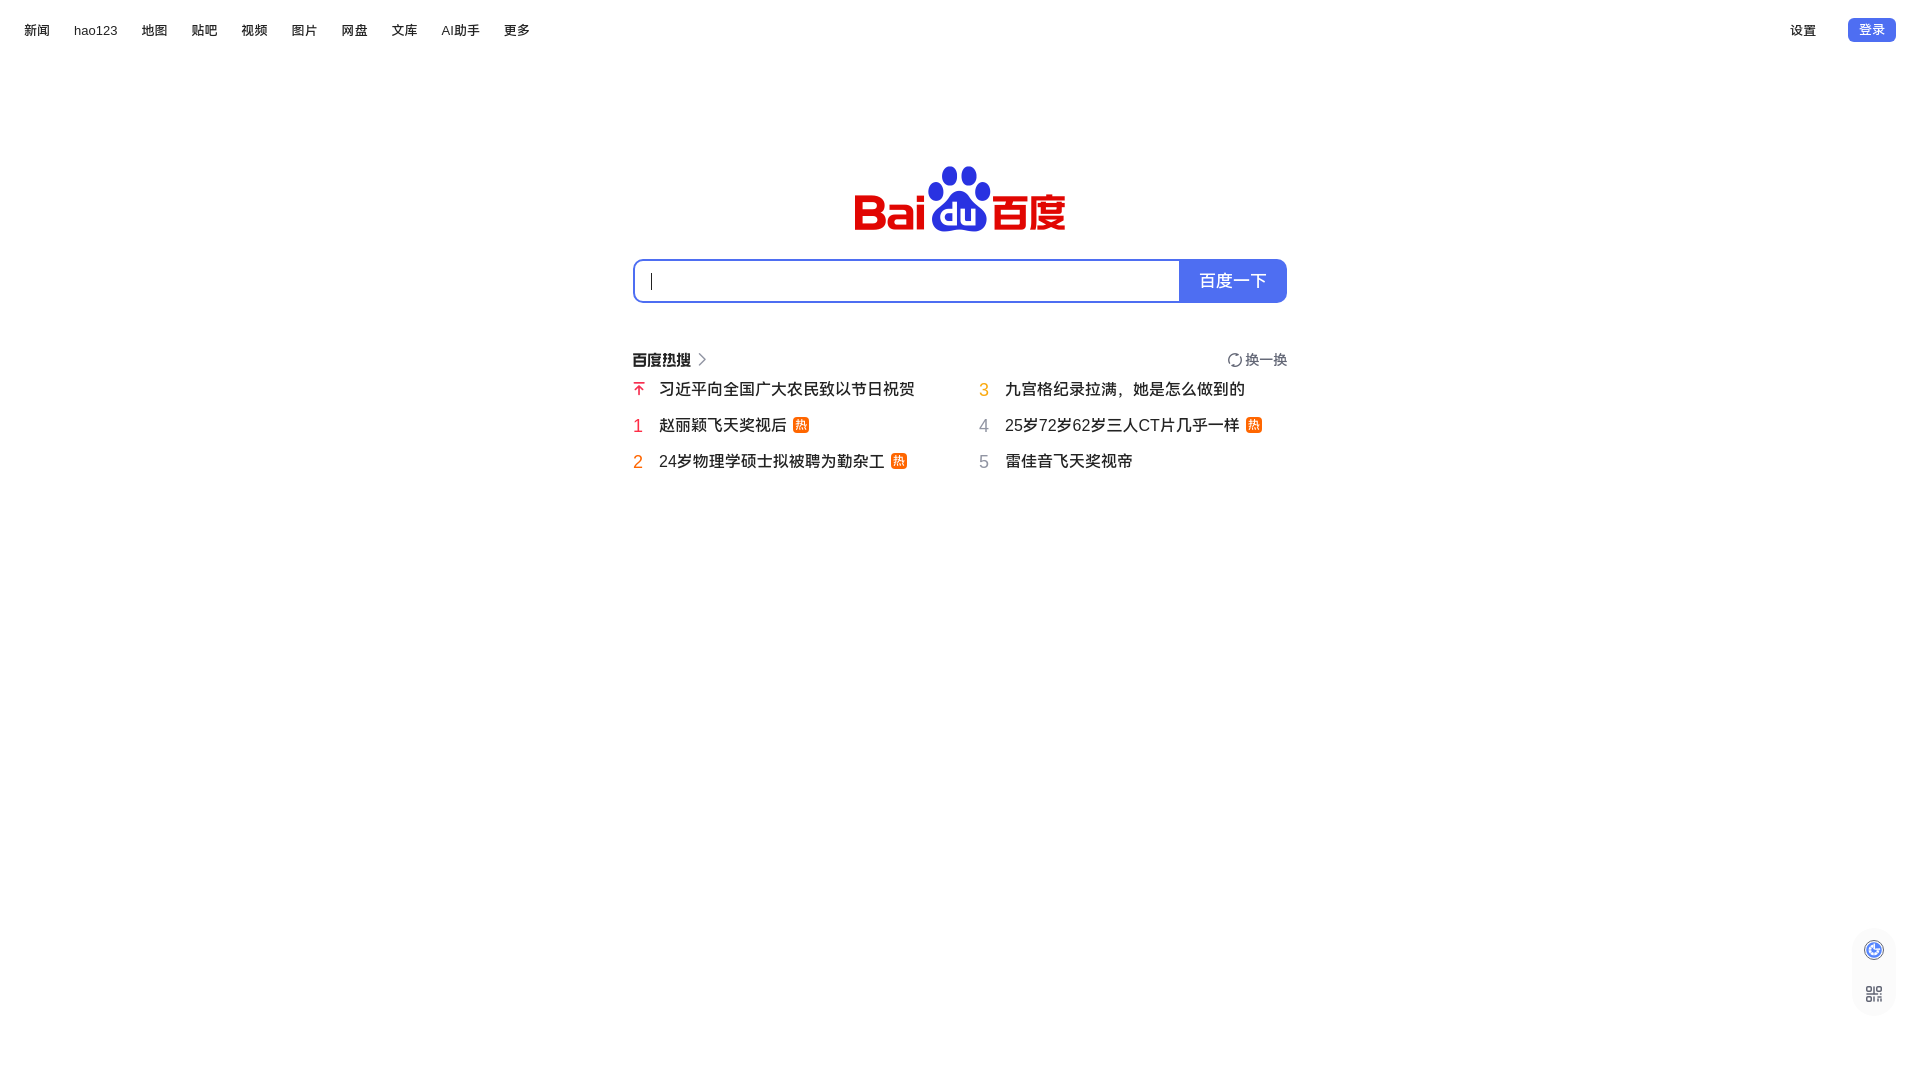 新闻 hao123 地图 贴吧 视频 图片 网盘 文库 AI助手 更多 设置 登录
Bai du 百度
百度一下
百度热搜 换一换
习近平向全国广大农民致以节日祝贺
1 赵丽颖飞天奖视后 热
2 24岁物理学硕士拟被聘为勤杂工 热
3 九宫格纪录拉满，她是怎么做到的
4 25岁72岁62岁三人CT片几乎一样 热
5 雷佳音飞天奖视帝